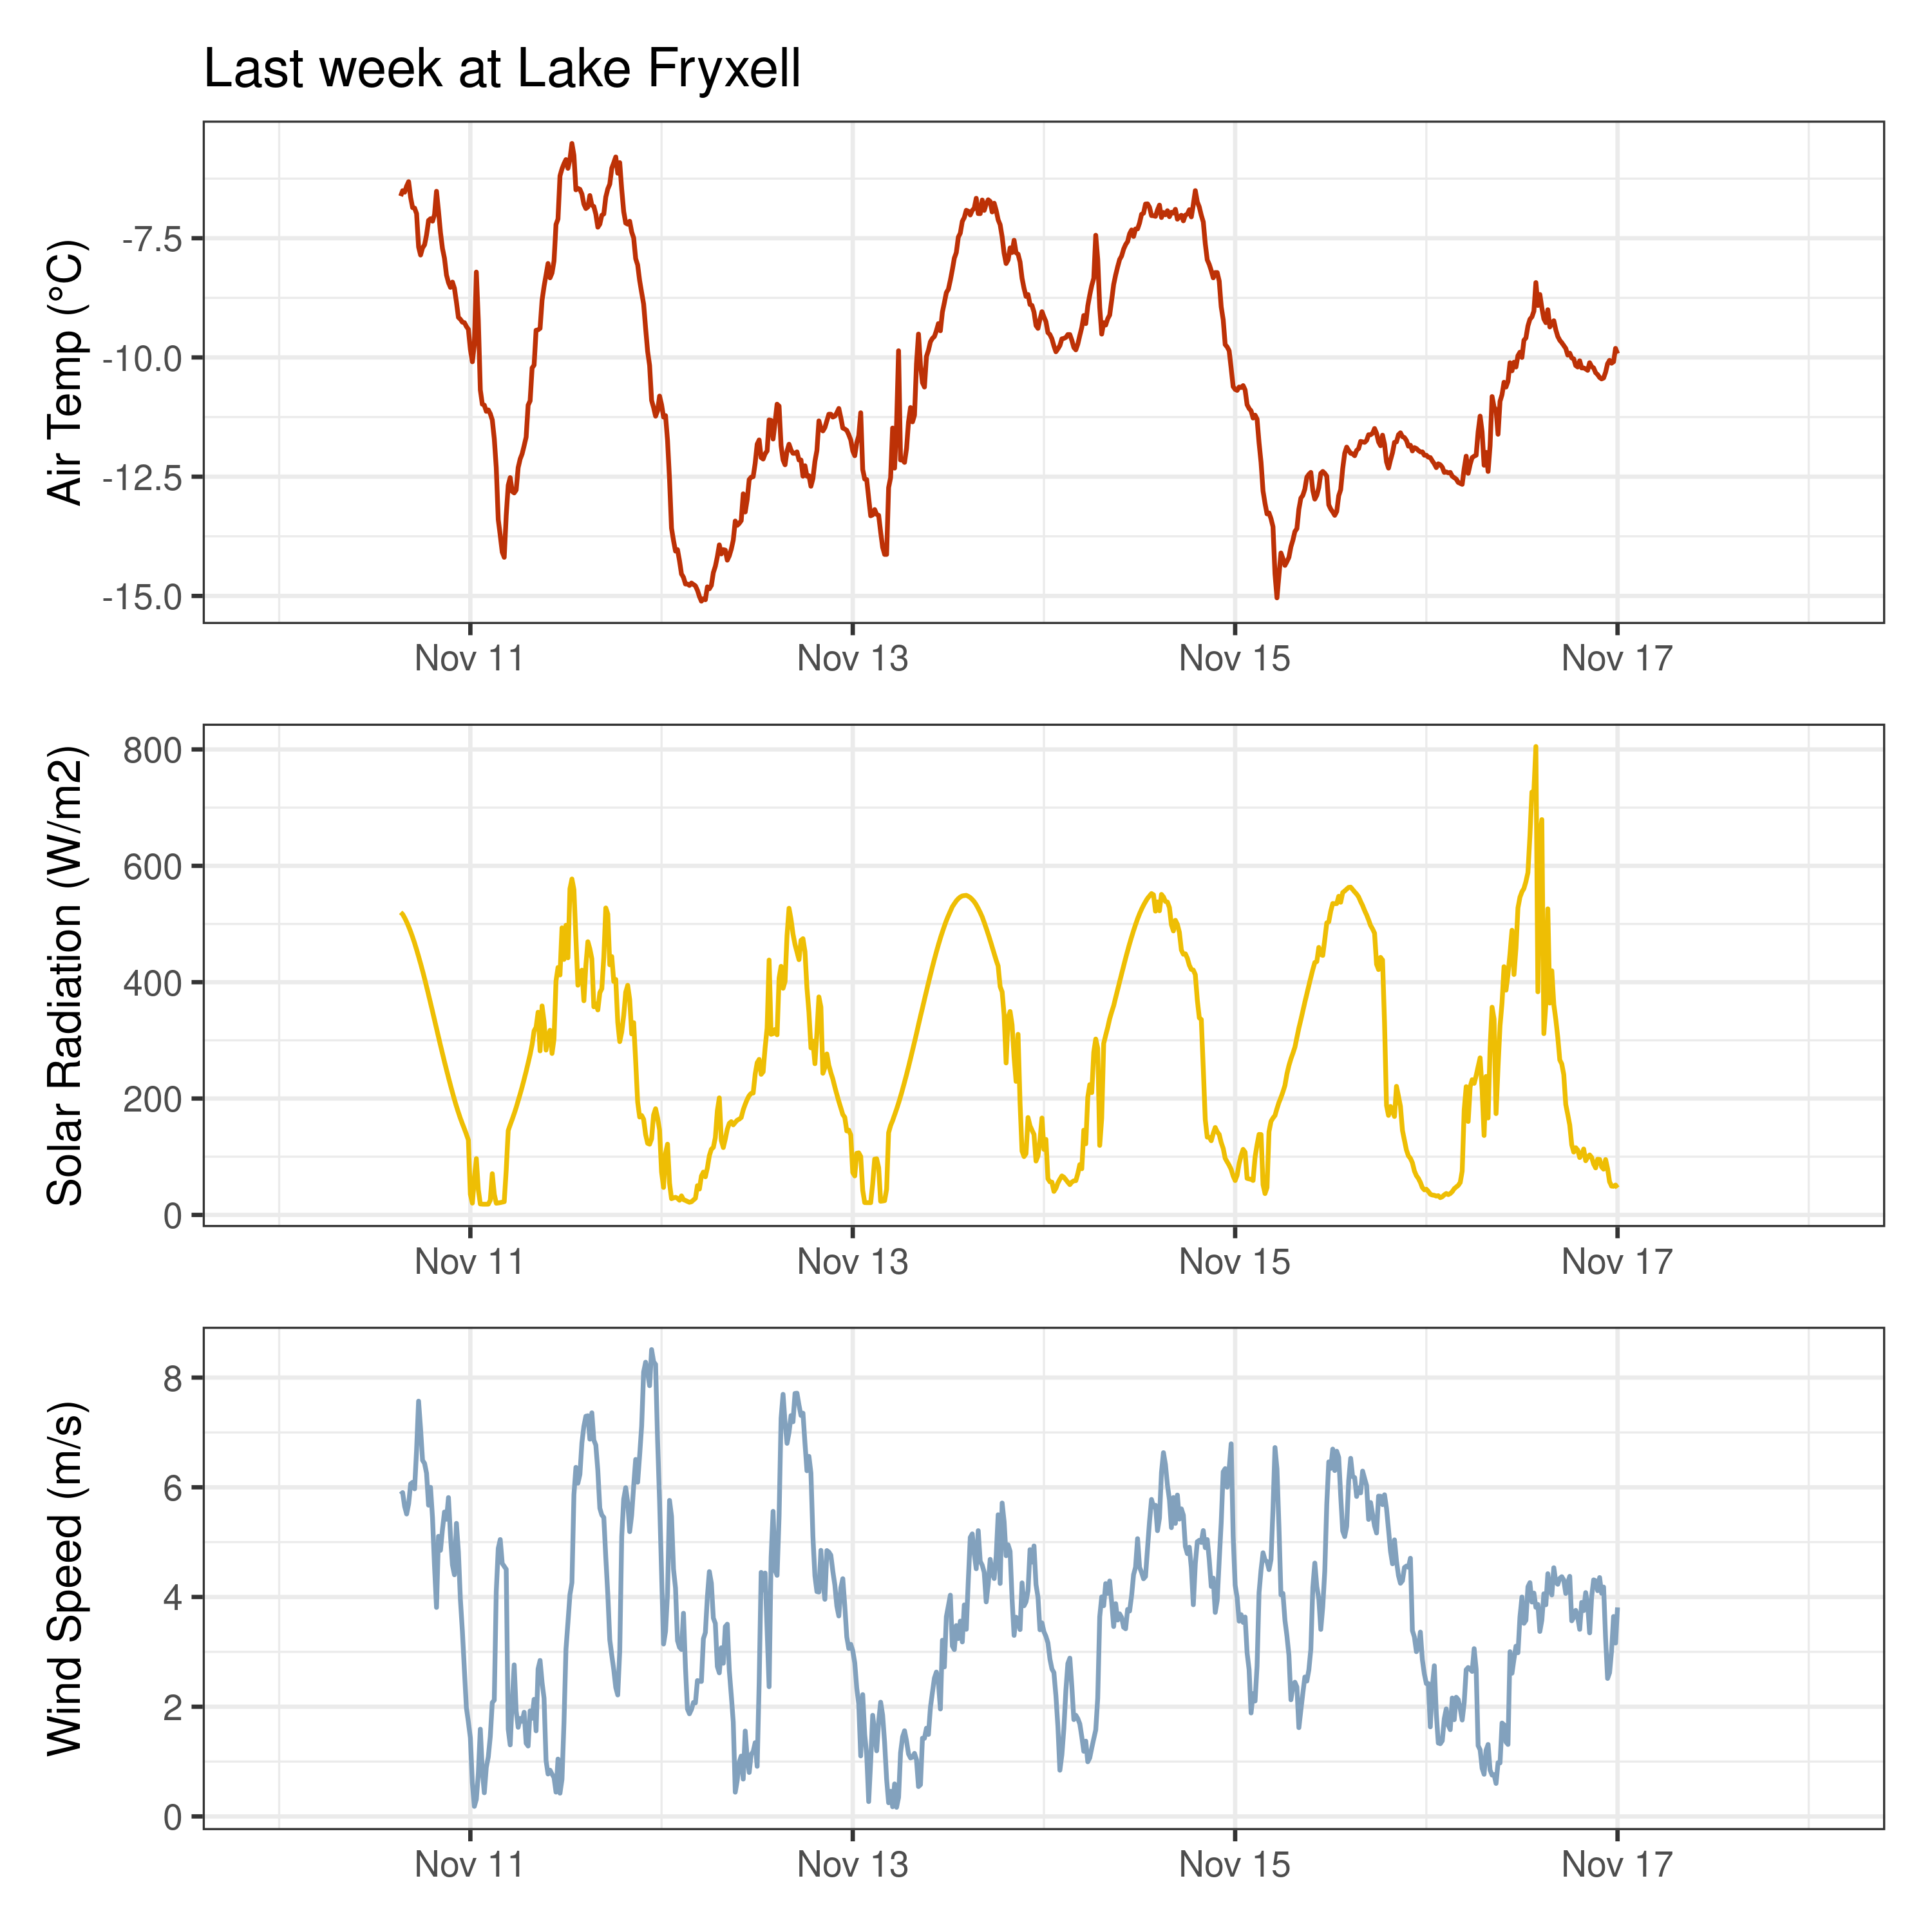 Last week at Lake Fryxell
Air Temp (°C)
-7.5
-10.0
-12.5
-15.0
Nov 11 Nov 13 Nov 15 Nov 17
Solar Radiation (W/m2)
800
600
400
200
0
Nov 11 Nov 13 Nov 15 Nov 17
Wind Speed (m/s)
8
6
4
2
0
Nov 11 Nov 13 Nov 15 Nov 17